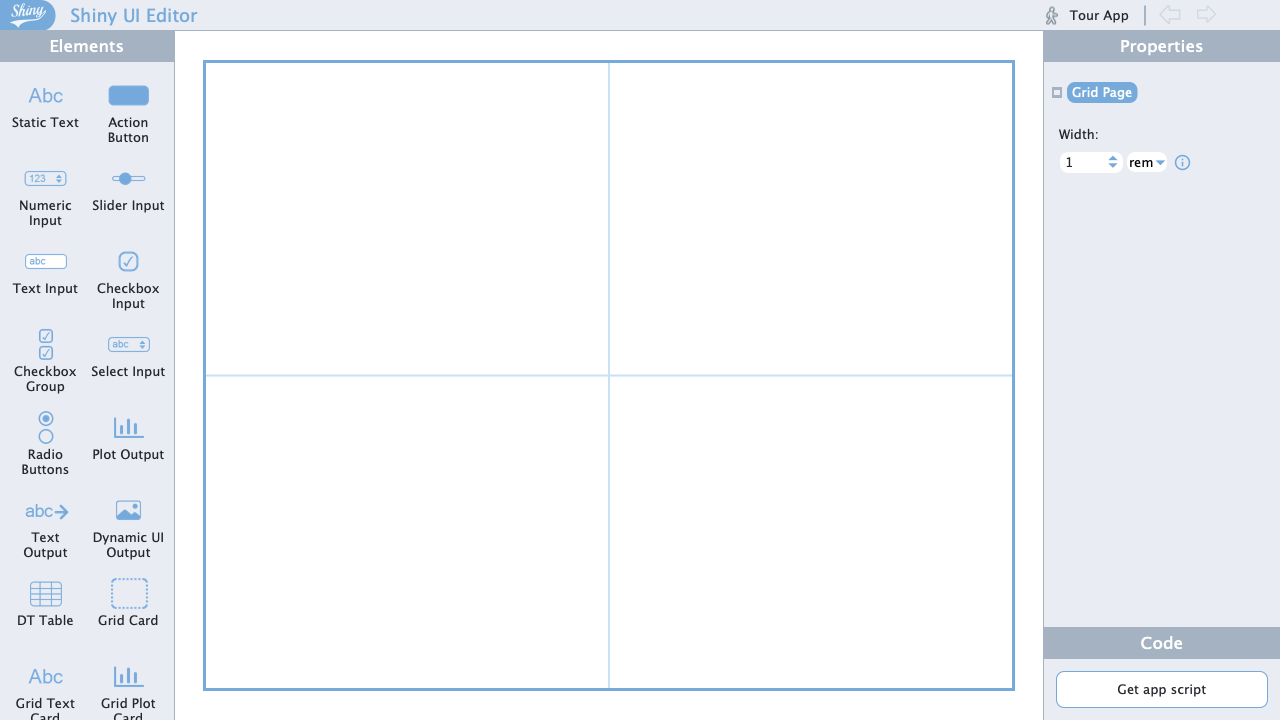 Shiny
Shiny UI Editor
Tour App
Elements
Properties
Abc
Static Text
Action
Button
123
Numeric
Input
Slider Input
abc
Text Input
Checkbox
Input
Checkbox
Group
abc
Select Input
Radio
Buttons
Plot Output
abc
Text
Output
Dynamic UI
Output
DT Table
Grid Card
Abc
Grid Text
Card
Grid Plot
Card
Grid Page
Width:
1
rem
Code
Get app script